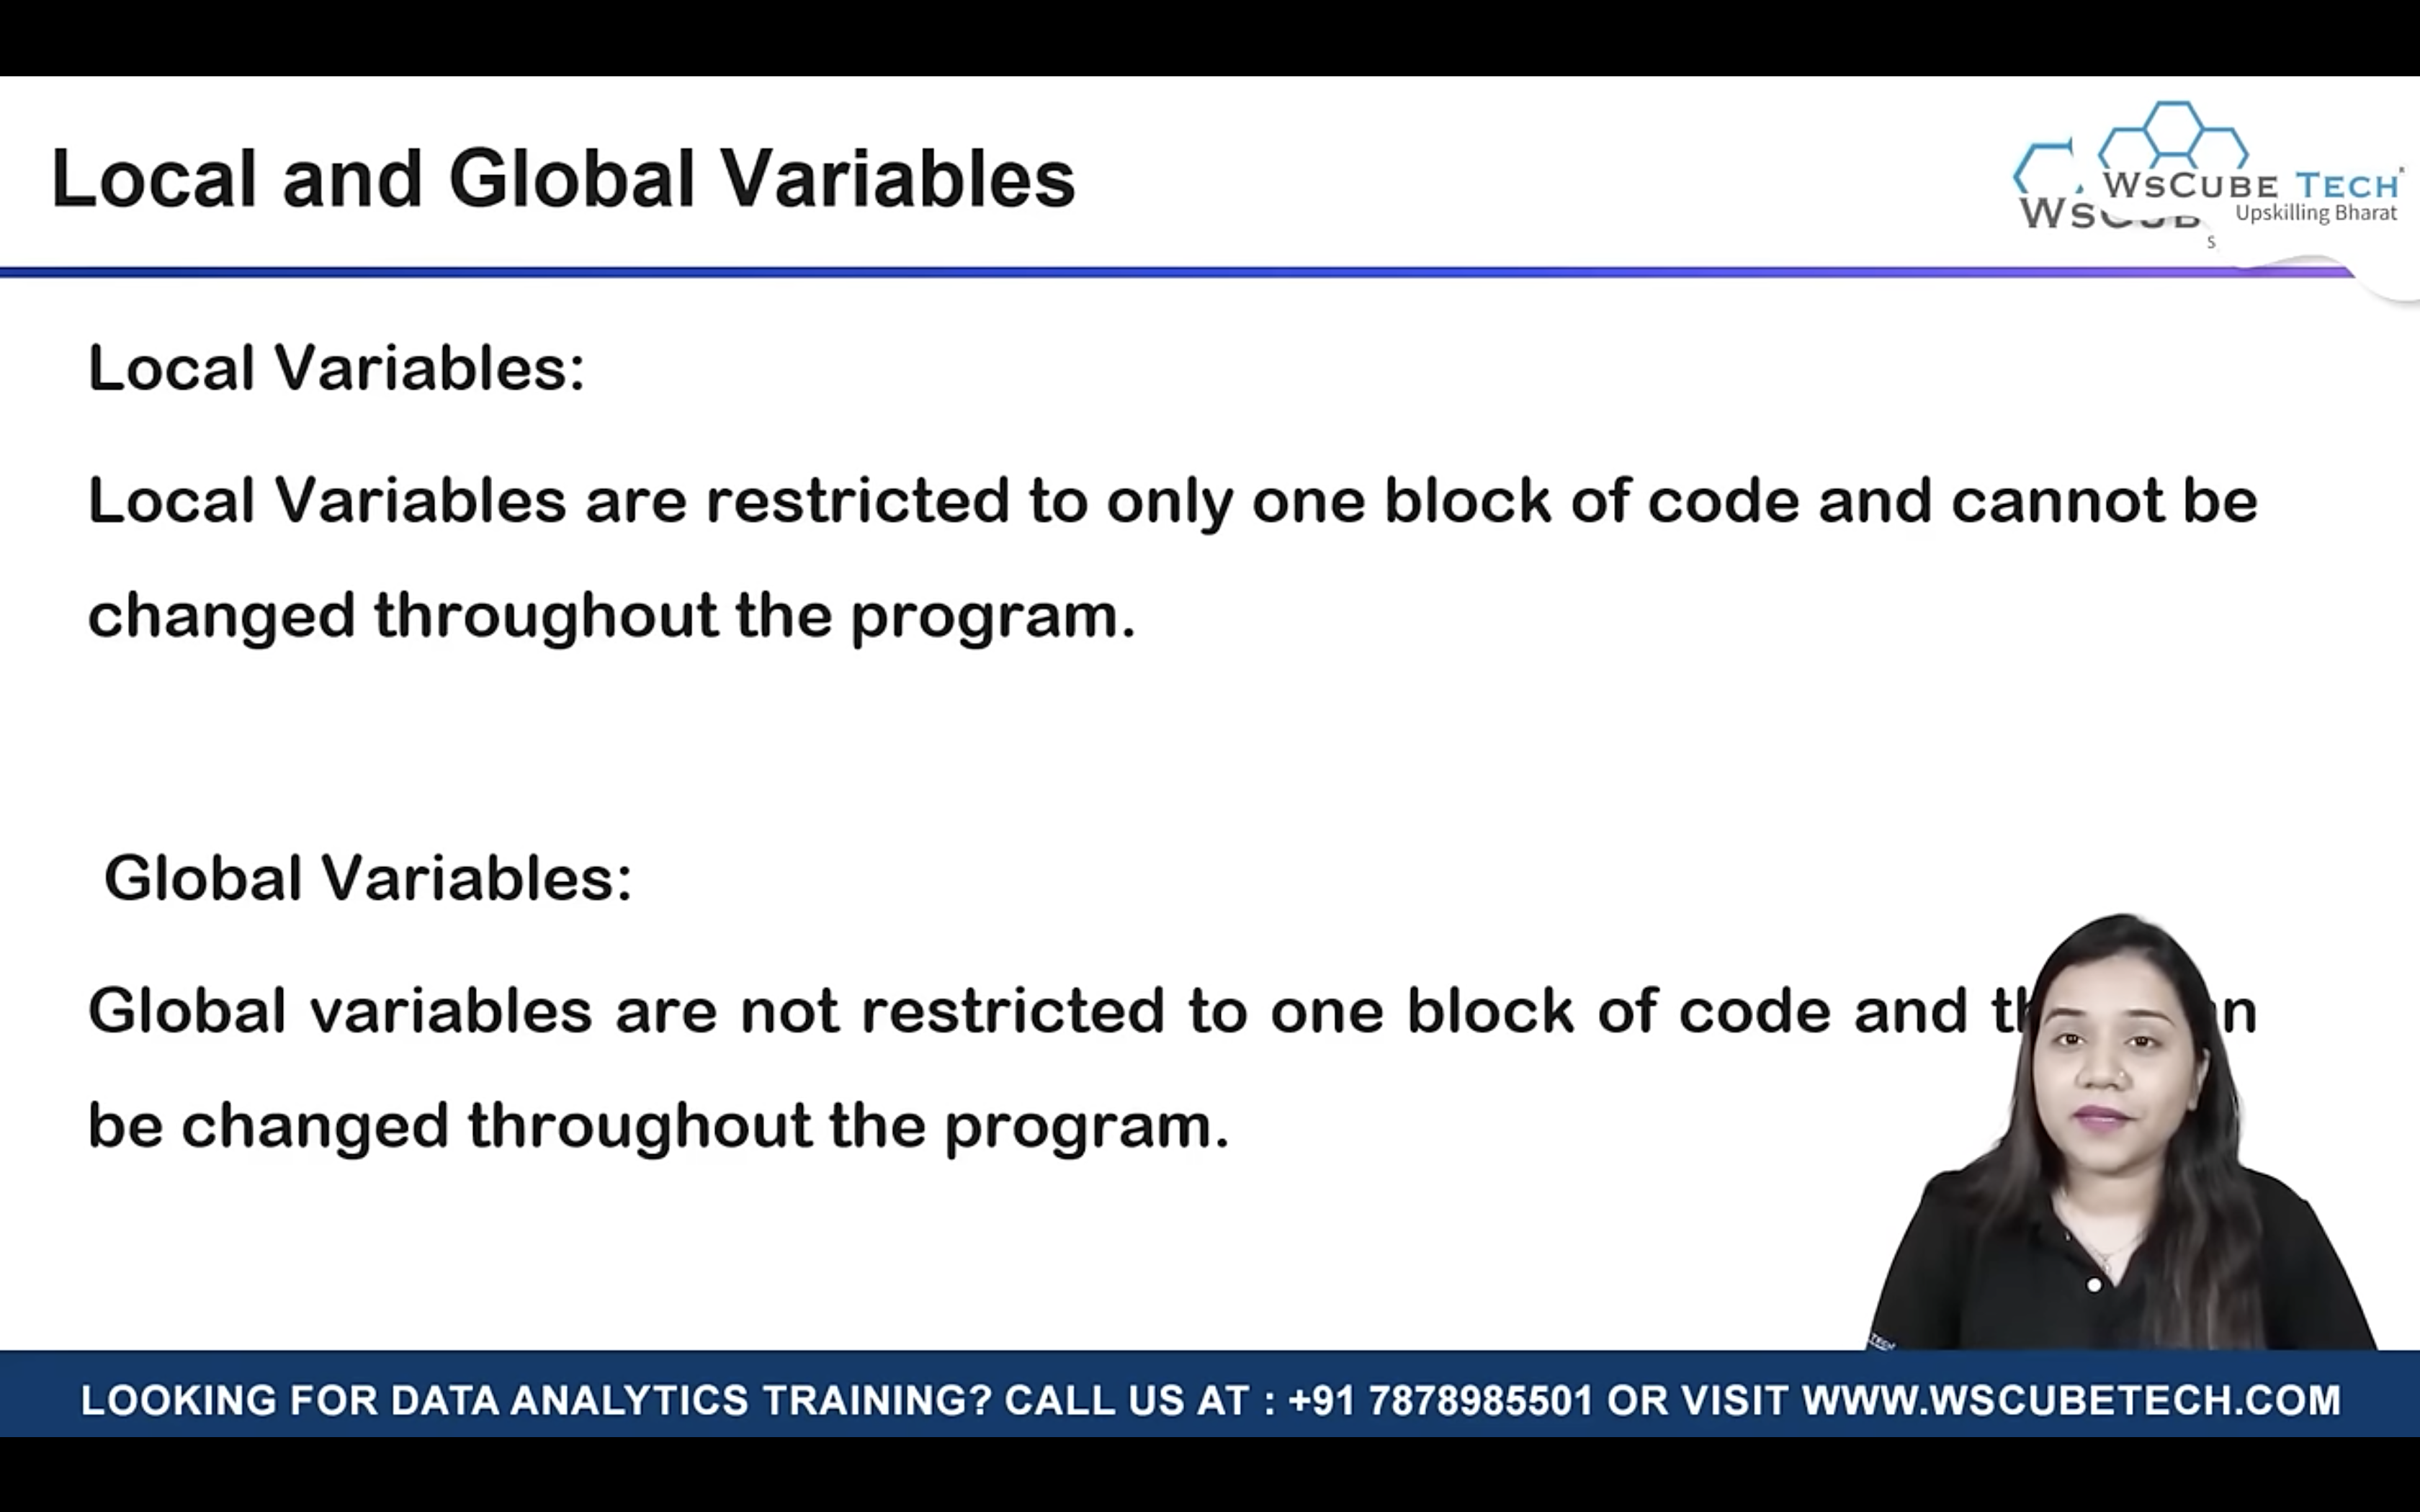 Local and Global Variables
WSCUBE TECH
Upskilling Bharat
Local Variables:
Local Variables are restricted to only one block of code and cannot be
changed throughout the program.
Global Variables:
Global variables are not restricted to one block of code and
be changed throughout the program.
LOOKING FOR DATA ANALYTICS TRAINING? CALL US AT : +91 7878985501 OR VISIT WWW.WSCUBETECH.COM